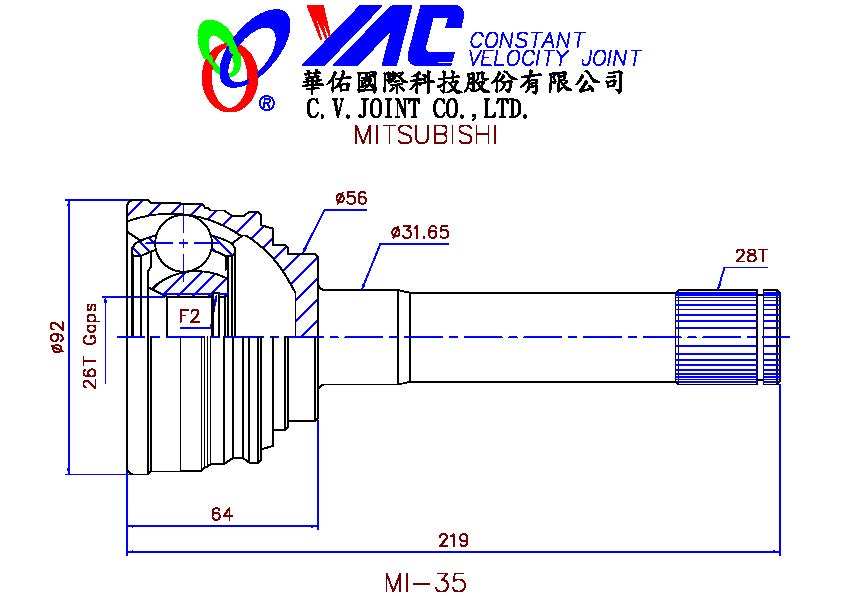 YAC CONSTANT
VELOCITY JOINT
®
華佑國際科技股份有限公司
C.V.JOINT CO.,LTD.
MITSUBISHI
ø56
ø31.65
28T
F2
ø92
26T Gaps
64
219
MI-35